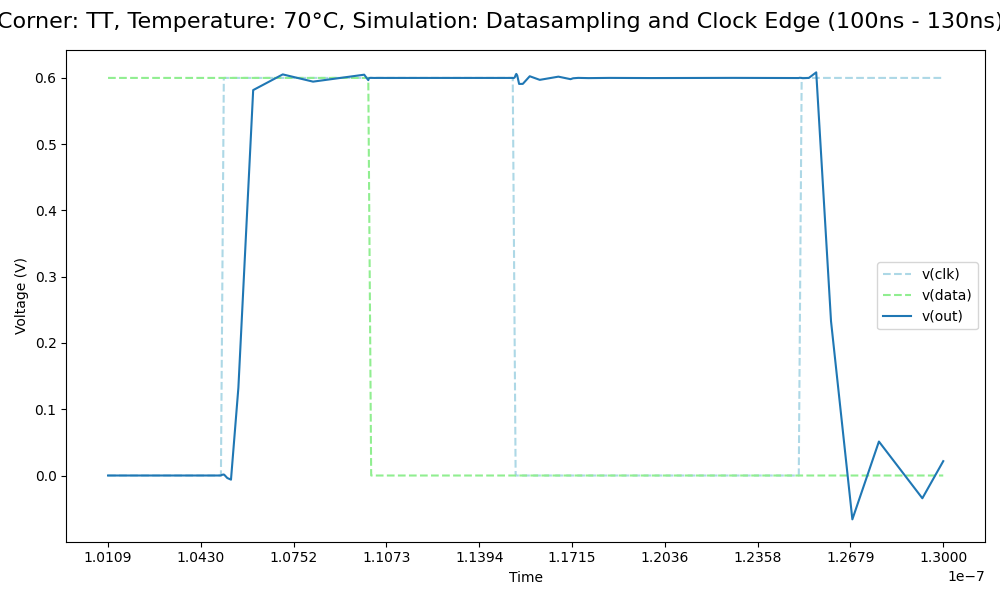 Corner: TT, Temperature: 70°C, Simulation: Datasampling and Clock Edge (100ns - 130ns)
0.6
0.5
0.4
0.3
0.2
0.1
0.0
Voltage (V)
v(clk)
v(data)
v(out)
1.0109 1.0430 1.0752 1.1073 1.1394 1.1715 1.2036 1.2358 1.2679 1.3000
1e−7
Time